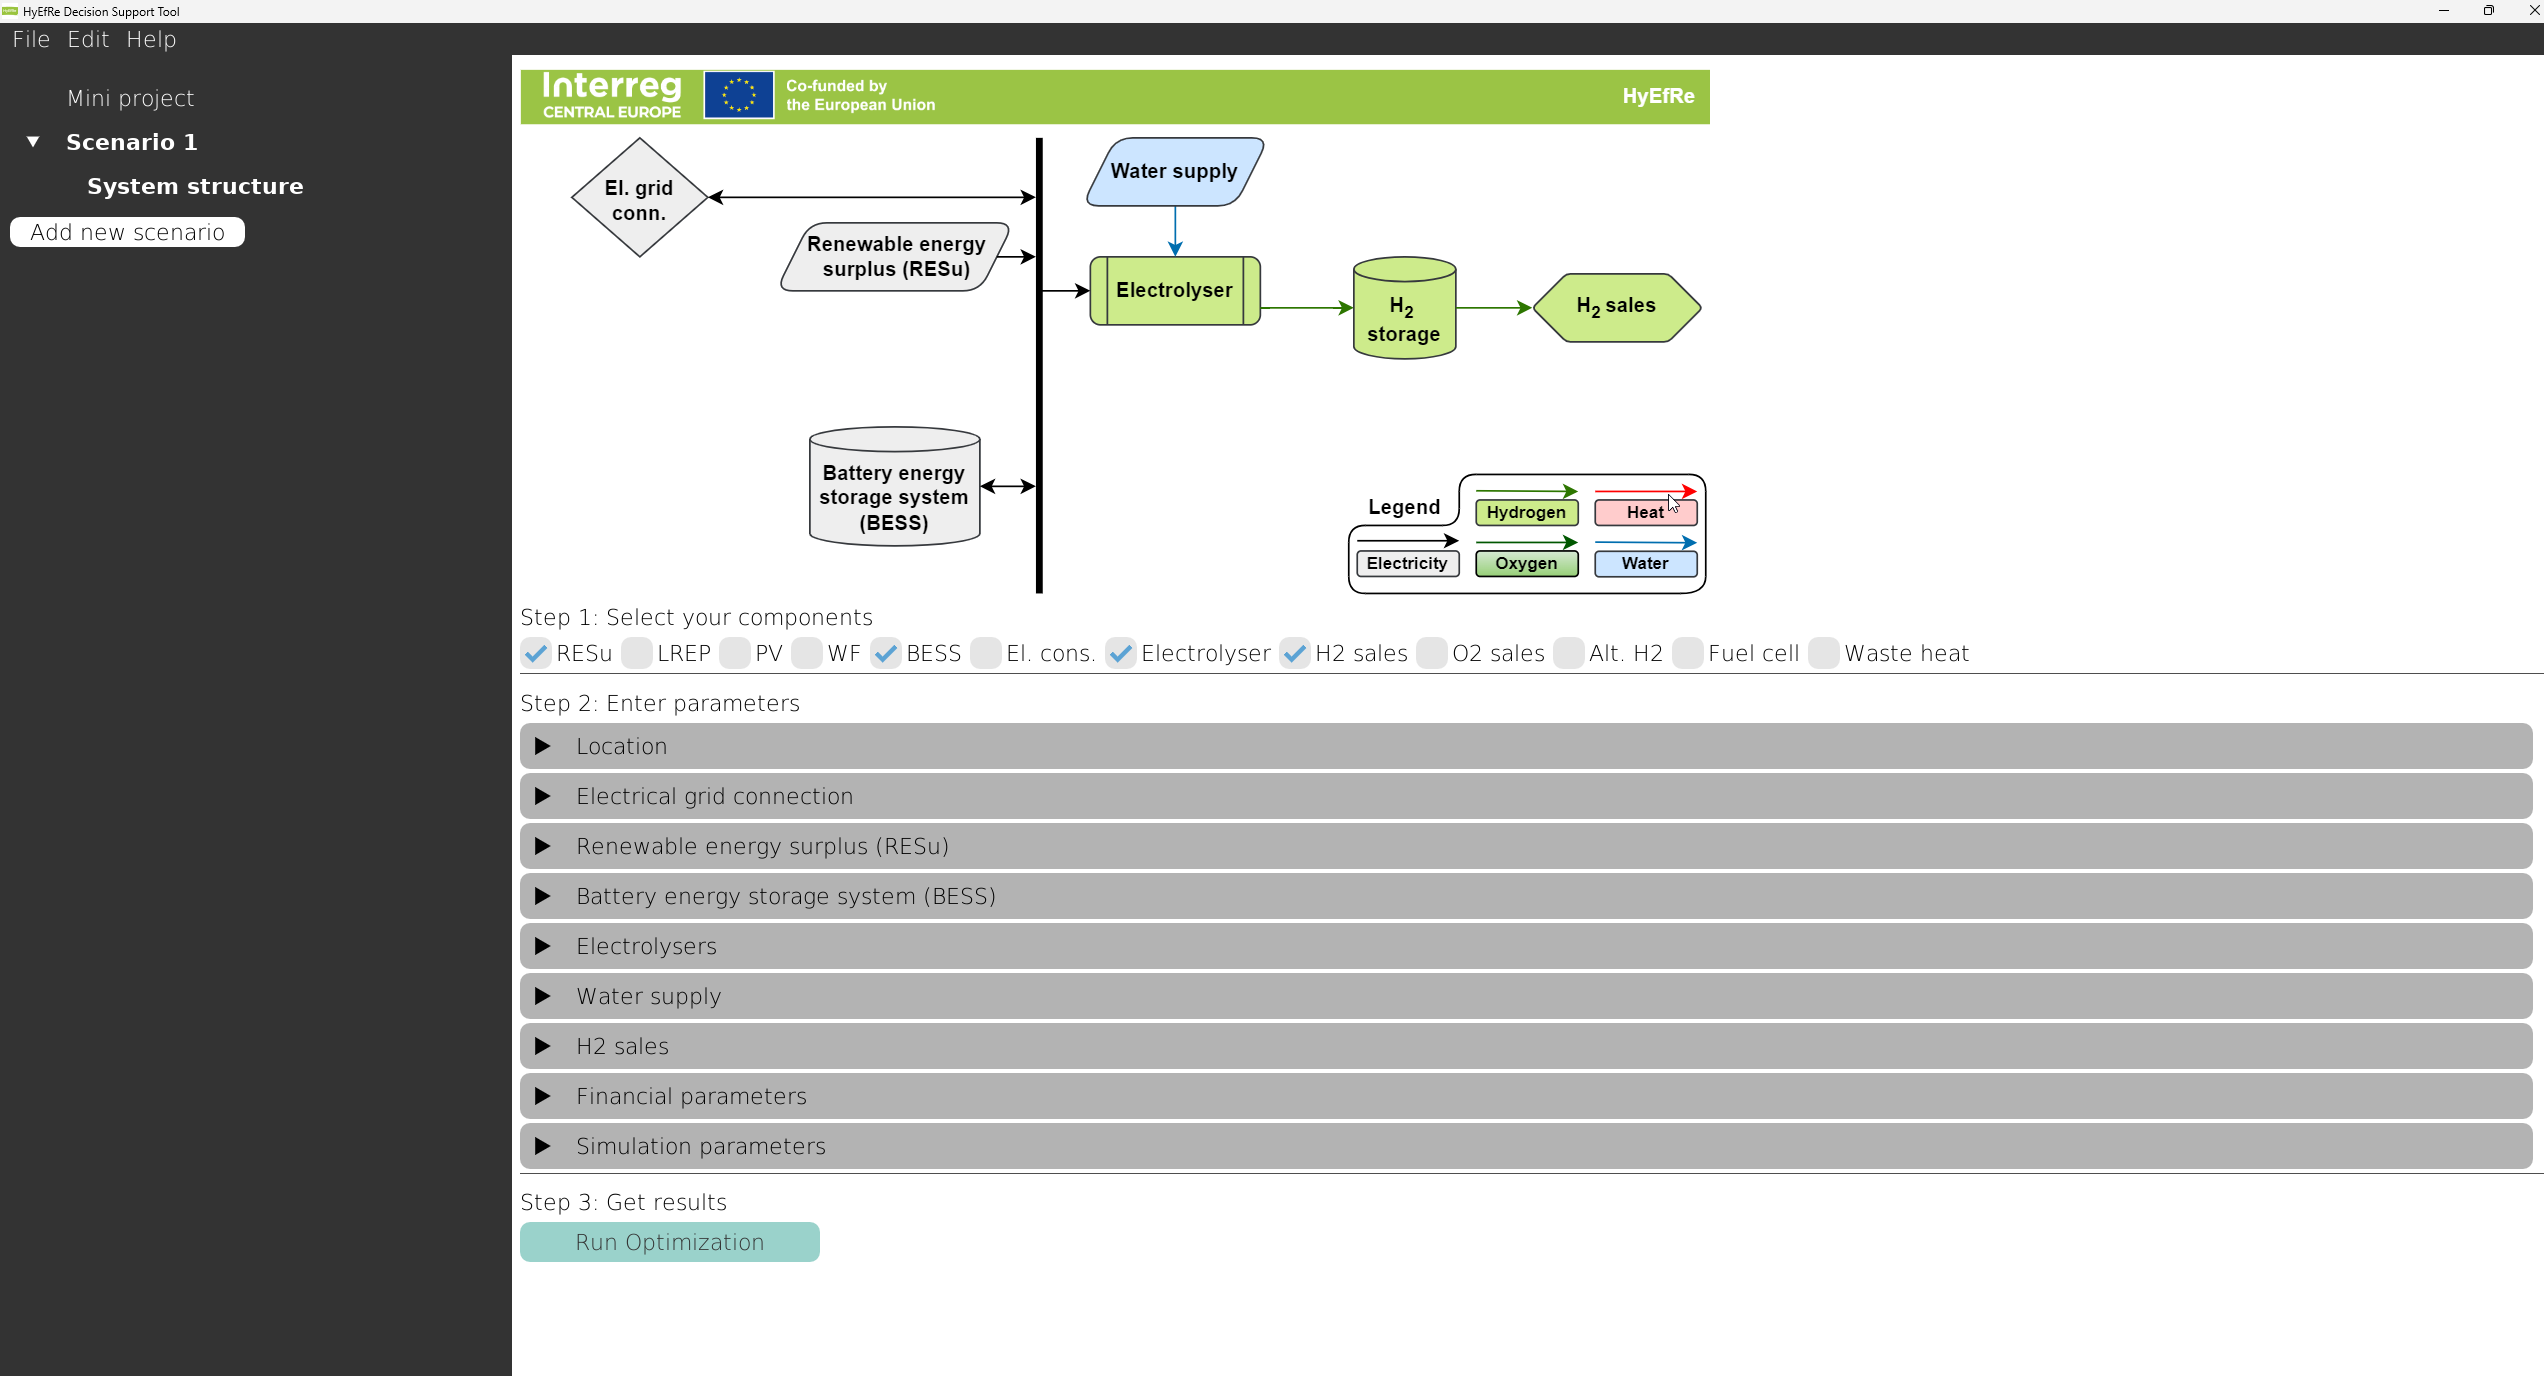 HyEfRe Decision Support Tool
File Edit Help
Mini project
Scenario 1
System structure
Add new scenario
Interreg
CENTRAL EUROPE
Co-funded by
the European Union
HyEfRe
El. grid
conn.
Renewable energy
surplus (RESu)
Battery energy
storage system
(BESS)
Water supply
Electrolyser
H2
storage
H2 sales
Legend
Hydrogen
Heat
Electricity
Oxygen
Water
Step 1: Select your components
RESu LREP PV WF BESS El. cons. Electrolyser H2 sales O2 sales Alt. H2 Fuel cell Waste heat
Step 2: Enter parameters
Location
Electrical grid connection
Renewable energy surplus (RESu)
Battery energy storage system (BESS)
Electrolysers
Water supply
H2 sales
Financial parameters
Simulation parameters
Step 3: Get results
Run Optimization